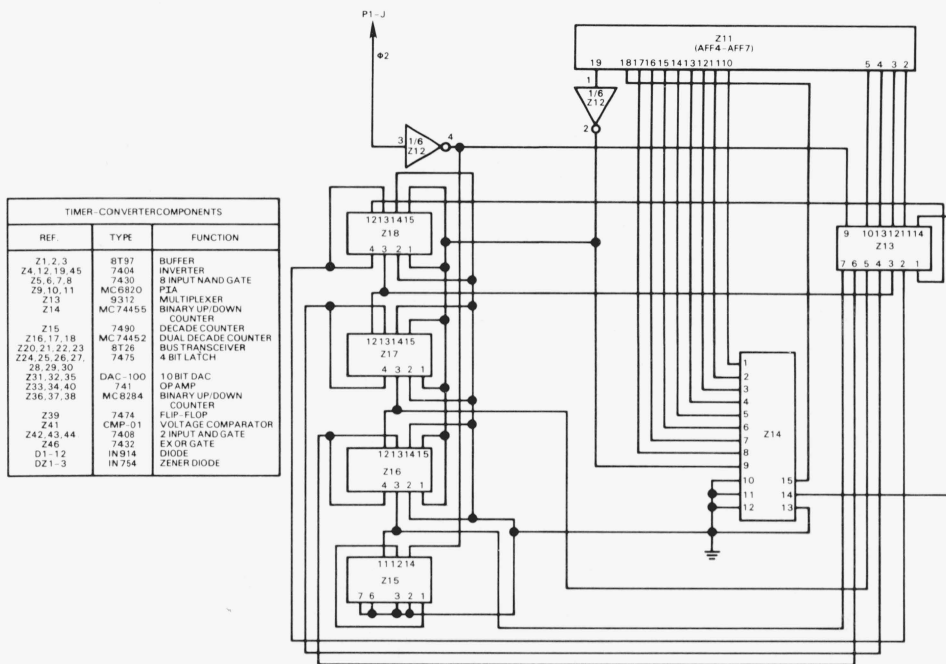 P1-J
Φ2
Z11
(AFF4-AFF7)
19 18 17 16 15 14 13 12 11 10 5 4 3 2
1
1/6
Z12
2
3
1/6
Z12
4
TIMER-CONVERTERCOMPONENTS
REF. TYPE FUNCTION
Z1,2,3 8T97 BUFFER
Z4,12,19,45 7404 INVERTER
Z5,6,7,8 7430 8 INPUT NAND GATE
Z9,10,11 MC6820 PIA
Z13 9312 MULTIPLEXER
Z14 MC74455 BINARY UP/DOWN
COUNTER
Z15 7490 DECADE COUNTER
Z16,17,18 MC74452 DUAL DECADE COUNTER
Z20,21,22,23 8T26 BUS TRANSCEIVER
Z24,25,26,27, 7475 4 BIT LATCH
28,29,30
Z31,32,35 DAC-100 10 BIT DAC
Z33,34,40 741 OP AMP
Z36,37,38 MC8284 BINARY UP/DOWN
COUNTER
Z39 7474 FLIP-FLOP
Z41 CMP-01 VOLTAGE COMPARATOR
Z42,43,44 7408 2 INPUT AND GATE
Z46 7432 EX OR GATE
D1-12 IN914 DIODE
DZ1-3 IN754 ZENER DIODE
12 13 14 15
Z18
4 3 2 1
9 10 13 12 11 14
Z13
7 6 5 4 3 2 1
12 13 14 15
Z17
4 3 2 1
12 13 14 15
Z16
4 3 2 1
11 12 14
Z15
7 6 3 2 1
1
2
3
4
5
6
7
8
9
10
11
12
Z14
15
14
13